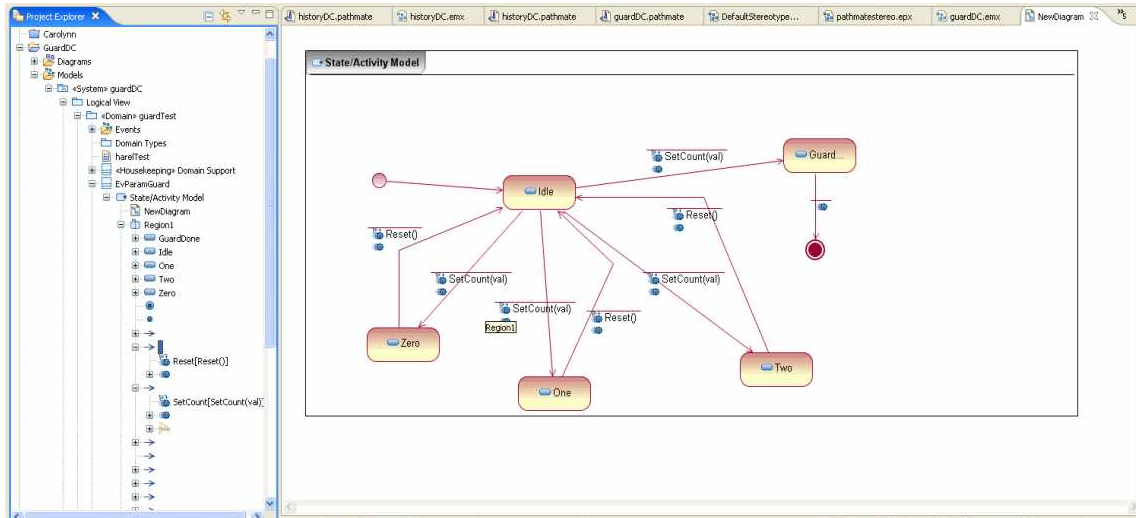 Project Explorer
Carolynn
GuardDC
Diagrams
Models
«System» guardDC
Logical View
«Domain» guardTest
Events
Domain Types
harelTest
«Housekeeping» Domain Support
EvParamGuard
State/Activity Model
NewDiagram
Region1
GuardDone
Idle
One
Two
Zero
Reset[Reset()]
SetCount[SetCount(val)]
historyDC.pathmate
historyDC.emx
historyDC.pathmate
guardDC.pathmate
DefaultStereotype...
pathmatestereo.epx
guardDC.emx
NewDiagram
»5
State/Activity Model
SetCount(val)
Guard...
Idle
Reset()
Reset()
SetCount(val)
SetCount(val)
SetCount(val)
Region1
Reset()
Zero
Two
One